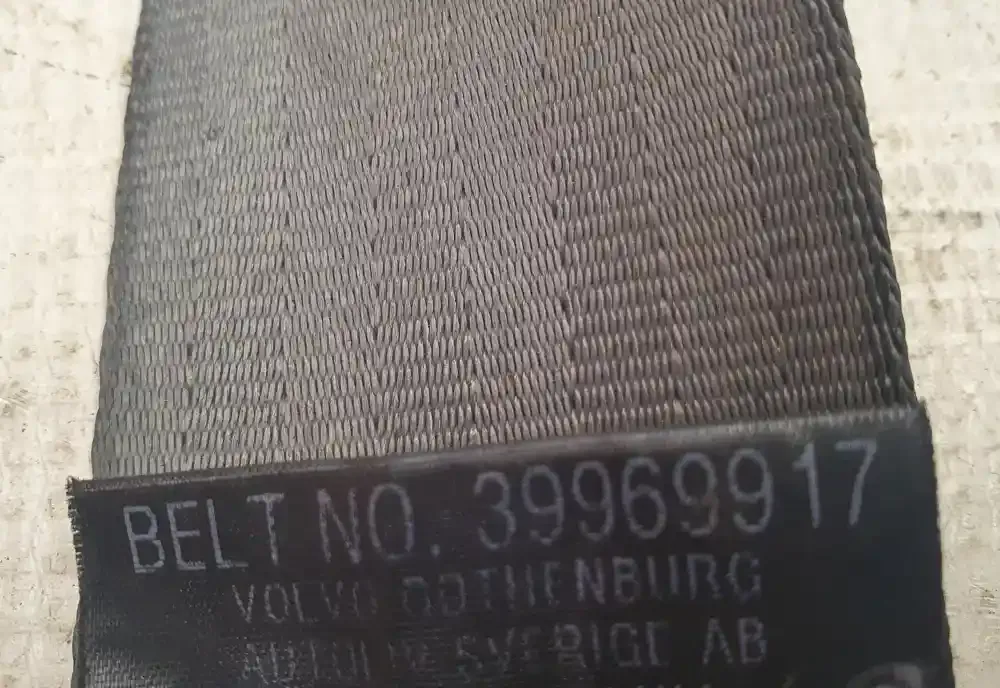 BELT NO. 39969917
VOLVO GOTHENBURG
SVERIGE AB